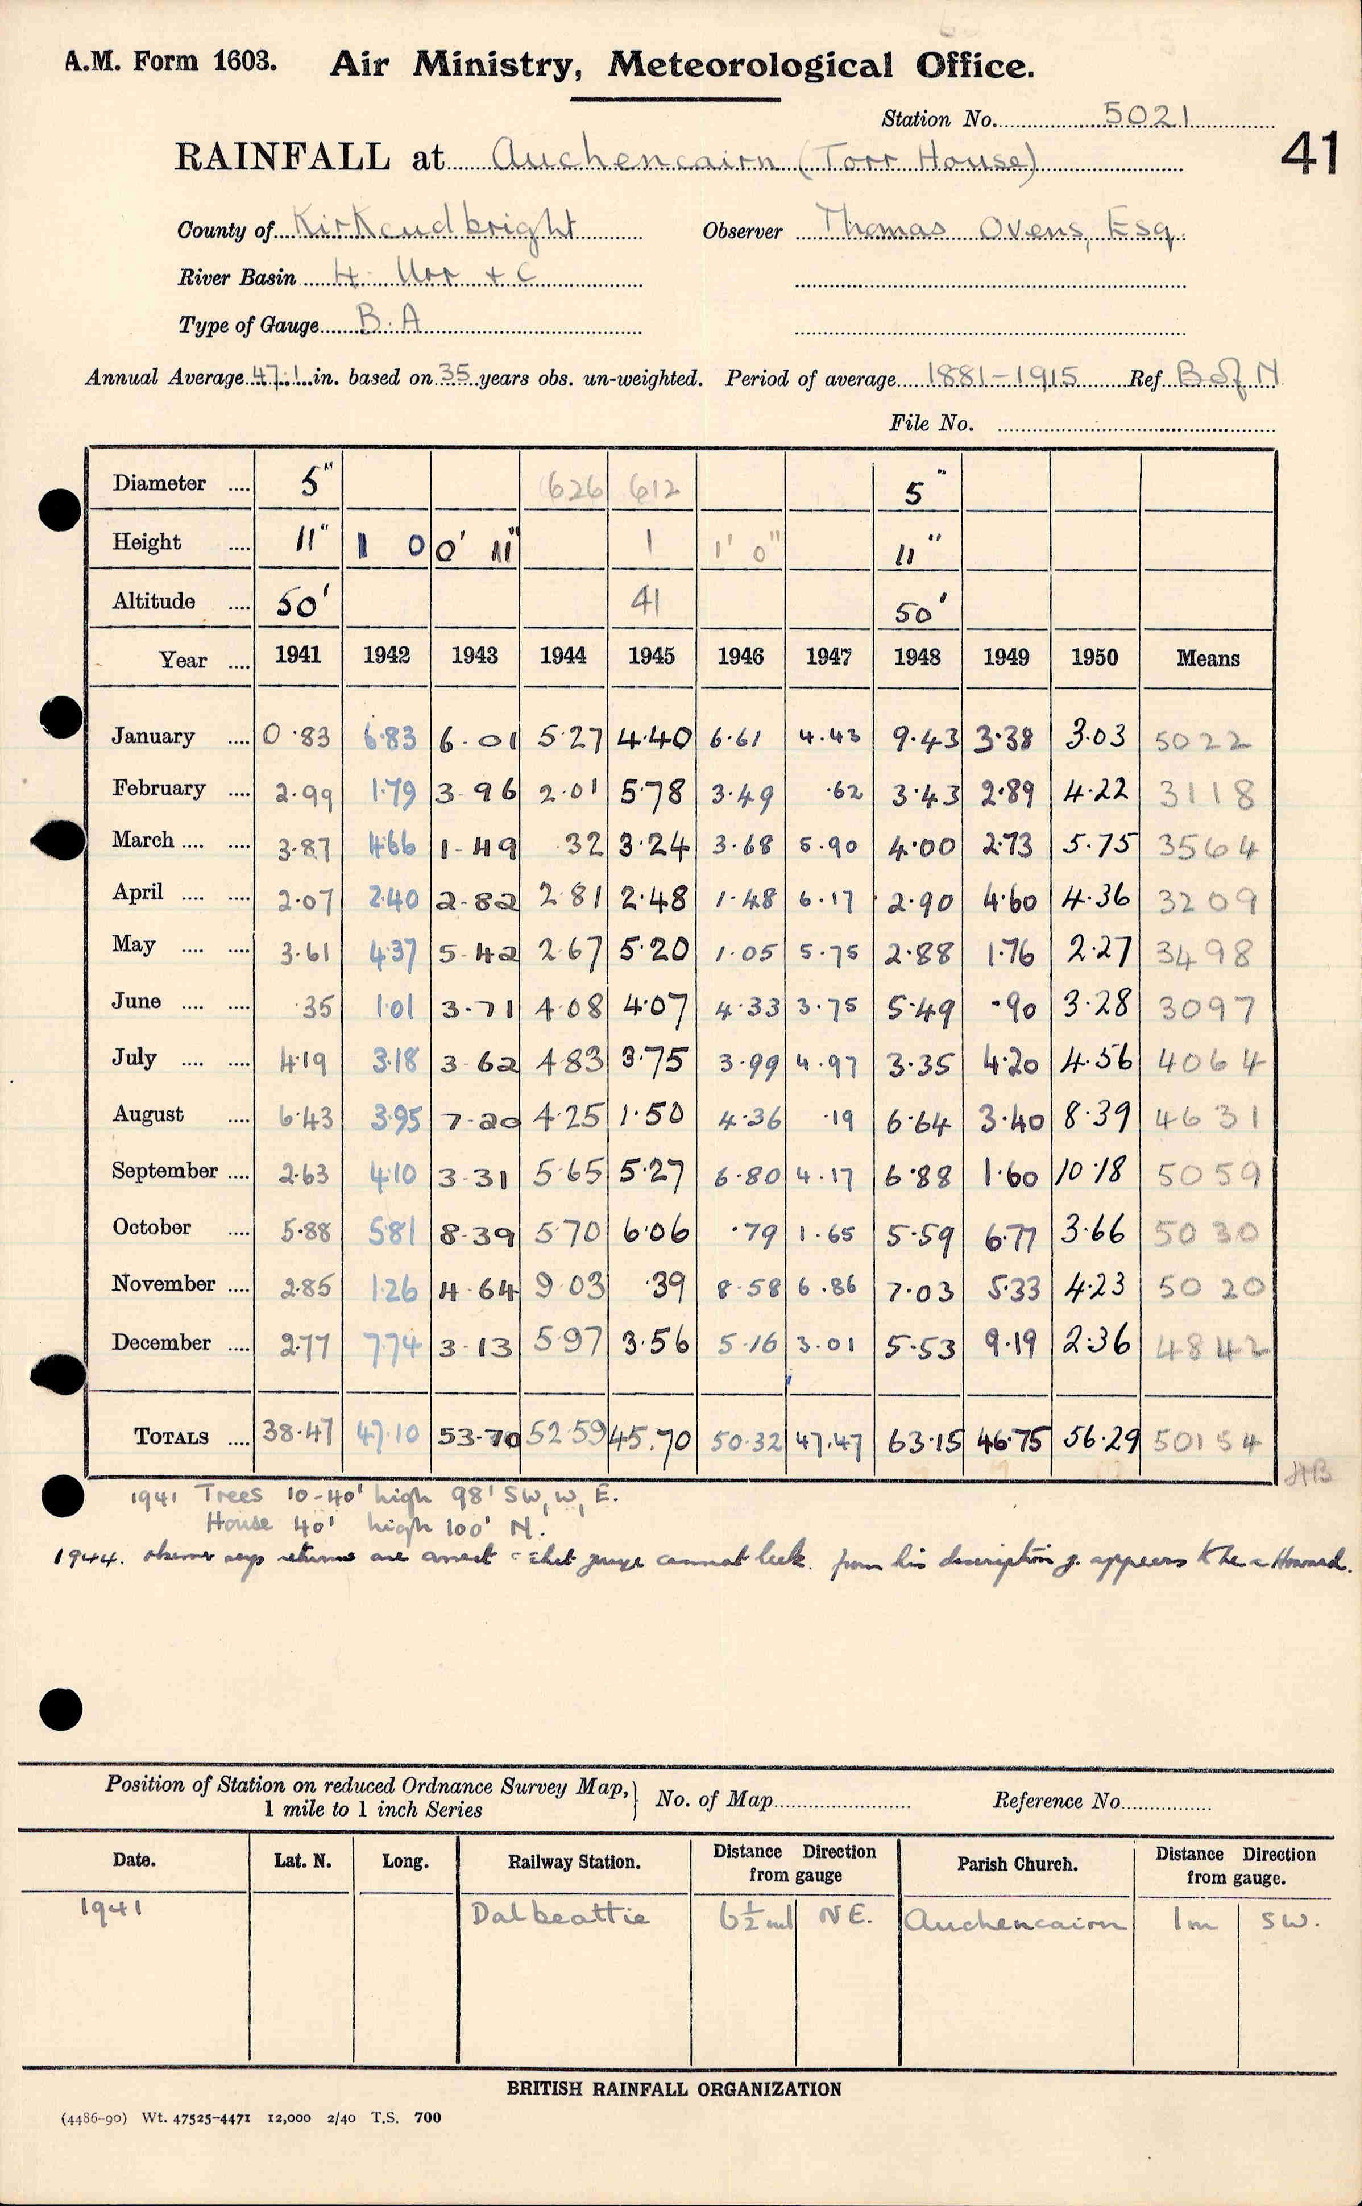 A.M. Form 1603. Air Ministry, Meteorological Office.
Station No. 5021
RAINFALL at Auchencairn (Torr House) 41
County of Kirkcudbright Observer Thomas Ovens, Esq.
River Basin 4 Urr + C
Type of Gauge B.A
Annual Average 47.1 in. based on 35 years obs. un-weighted. Period of average 1881-1915 Ref B of N
File No.
Diameter .... 5" 626 612 5"
Height .... 11" 1 0 0' 11" 1 1' 0" 11"
Altitude .... 50' 41 50'
Year .... 1941 1942 1943 1944 1945 1946 1947 1948 1949 1950 Means
January .... 0.83 6.83 6.01 5.27 4.40 6.61 4.43 9.43 3.38 3.03 5022
February .... 2.99 1.79 3.96 2.01 5.78 3.49 .62 3.43 2.89 4.22 3118
March .... .... 3.87 4.66 1.49 .32 3.24 3.68 5.90 4.00 2.73 5.75 3564
April .... .... 2.07 2.40 2.82 2.81 2.48 1.48 6.17 2.90 4.60 4.36 3209
May .... .... 3.61 4.37 5.42 2.67 5.20 1.05 5.75 2.88 1.76 2.27 3498
June .... .... .35 1.01 3.71 4.08 4.07 4.33 3.75 5.49 .90 3.28 3097
July .... .... 4.19 3.18 3.62 4.83 3.75 3.99 4.97 3.35 4.20 4.56 4064
August .... 6.43 3.95 7.20 4.25 1.50 4.36 .19 6.64 3.40 8.39 4631
September .... 2.63 4.10 3.31 5.65 5.27 6.80 4.17 6.88 1.60 10.18 5059
October .... 5.88 5.81 8.39 5.70 6.06 .79 1.65 5.59 6.77 3.66 5030
November .... 2.85 1.26 4.64 9.03 .39 8.58 6.86 7.03 5.33 4.23 5020
December .... 2.77 7.74 3.13 5.97 3.56 5.16 3.01 5.53 9.19 2.36 4842
TOTALS .... 38.47 47.10 53.70 52.59 45.70 50.32 47.47 63.15 46.75 56.29 50154
HB
1941 Trees 10-40' high 98' SW, W, E.
House 40' high 100' N.
1944. observer says returns are correct & that gauge cannot leak. from his description g. appears to be a Howard.
Position of Station on reduced Ordnance Survey Map, 1 mile to 1 inch Series } No. of Map Reference No.
Date. Lat. N. Long. Railway Station. Distance Direction from gauge Parish Church. Distance Direction from gauge.
1941 Dalbeattie 6½ ml NE. Auchencairn 1m SW.
BRITISH RAINFALL ORGANIZATION
(4486-90) Wt. 47525-4471 12,000 2/40 T.S. 700